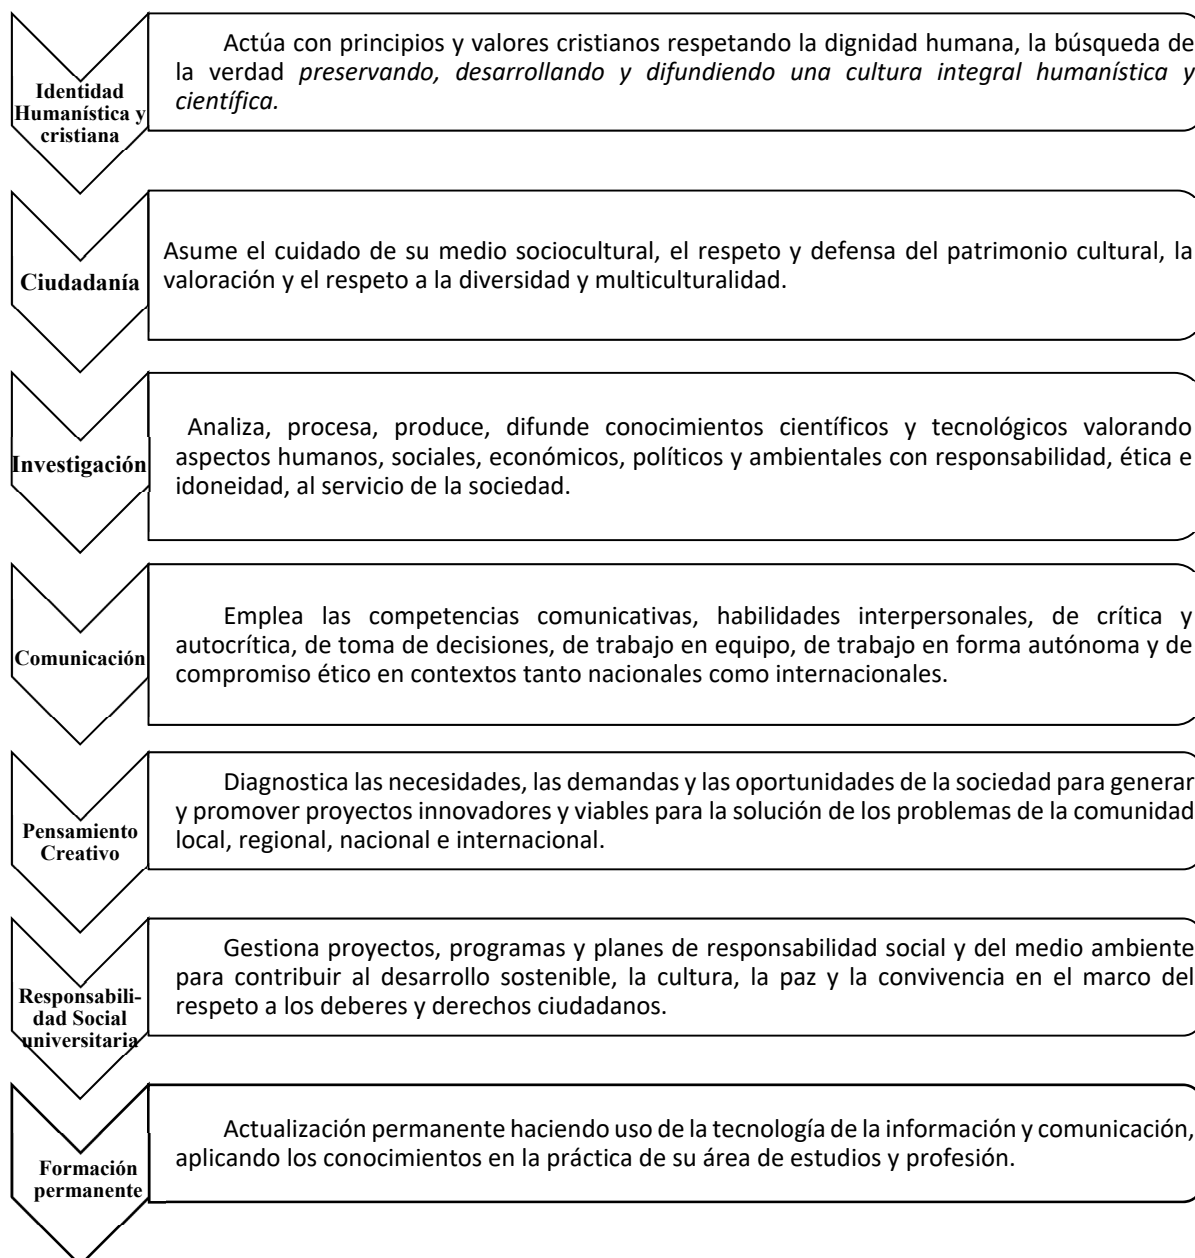 Identidad
Humanística y
cristiana
Actúa con principios y valores cristianos respetando la dignidad humana, la búsqueda de
la verdad preservando, desarrollando y difundiendo una cultura integral humanística y
científica.
Ciudadanía
Asume el cuidado de su medio sociocultural, el respeto y defensa del patrimonio cultural, la
valoración y el respeto a la diversidad y multiculturalidad.
Investigación
Analiza, procesa, produce, difunde conocimientos científicos y tecnológicos valorando
aspectos humanos, sociales, económicos, políticos y ambientales con responsabilidad, ética e
idoneidad, al servicio de la sociedad.
Comunicación
Emplea las competencias comunicativas, habilidades interpersonales, de crítica y
autocrítica, de toma de decisiones, de trabajo en equipo, de trabajo en forma autónoma y de
compromiso ético en contextos tanto nacionales como internacionales.
Pensamiento
Creativo
Diagnostica las necesidades, las demandas y las oportunidades de la sociedad para generar
y promover proyectos innovadores y viables para la solución de los problemas de la comunidad
local, regional, nacional e internacional.
Responsabili-
dad Social
universitaria
Gestiona proyectos, programas y planes de responsabilidad social y del medio ambiente
para contribuir al desarrollo sostenible, la cultura, la paz y la convivencia en el marco del
respeto a los deberes y derechos ciudadanos.
Formación
permanente
Actualización permanente haciendo uso de la tecnología de la información y comunicación,
aplicando los conocimientos en la práctica de su área de estudios y profesión.